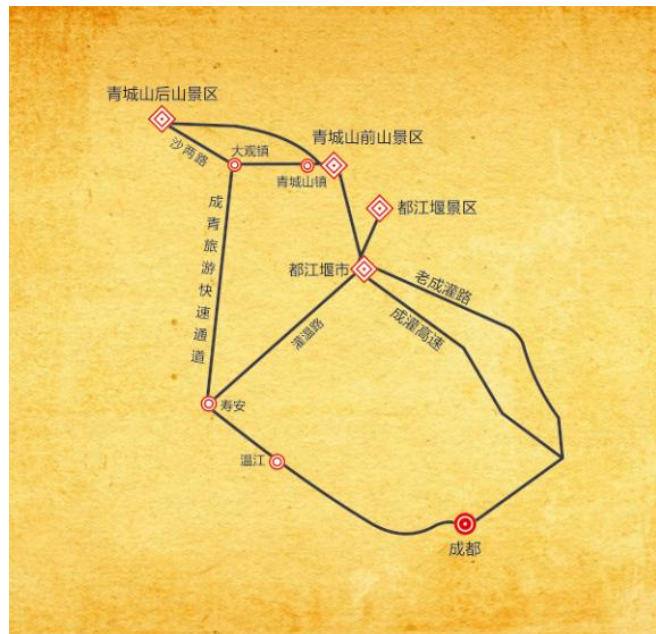 青城山后山景区
青城山前山景区
沙两路
大观镇
青城山镇
成青旅游快速通道
都江堰景区
都江堰市
老成灌路
成灌高速
灌温路
寿安
温江
成都